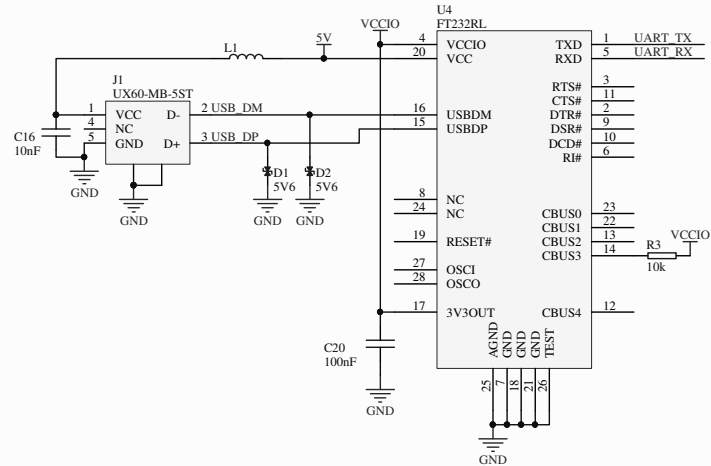 U4
FT232RL
VCCIO
5V
L1
4 VCCIO TXD 1 UART_TX
20 VCC RXD 5 UART_RX
J1
UX60-MB-5ST
RTS# 3
CTS# 11
1 VCC D- 2 USB_DM
16 USBDM DTR# 2
4 NC
15 USBDP DSR# 9
5 GND D+ 3 USB_DP
DCD# 10
RI# 6
C16
10nF
GND
GND
D1
5V6
D2
5V6
GND
GND
8 NC
24 NC CBUS0 23
CBUS1 22
19 RESET# CBUS2 13
CBUS3 14
R3
10k
VCCIO
27 OSCI
28 OSCO
17 3V3OUT CBUS4 12
C20
100nF
GND
AGND GND GND GND TEST
25 7 18 21 26
GND